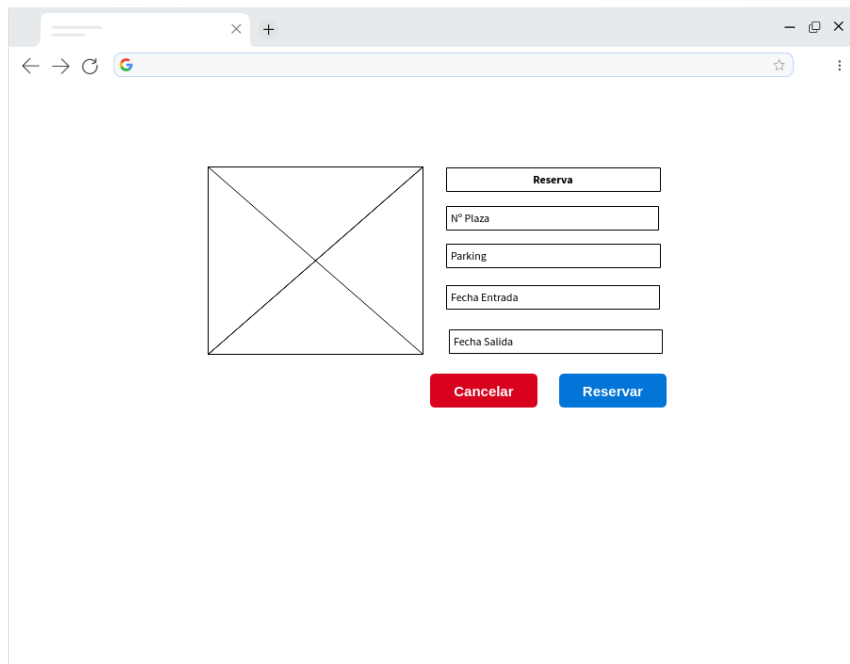 Reserva
Nº Plaza
Parking
Fecha Entrada
Fecha Salida
Cancelar
Reservar